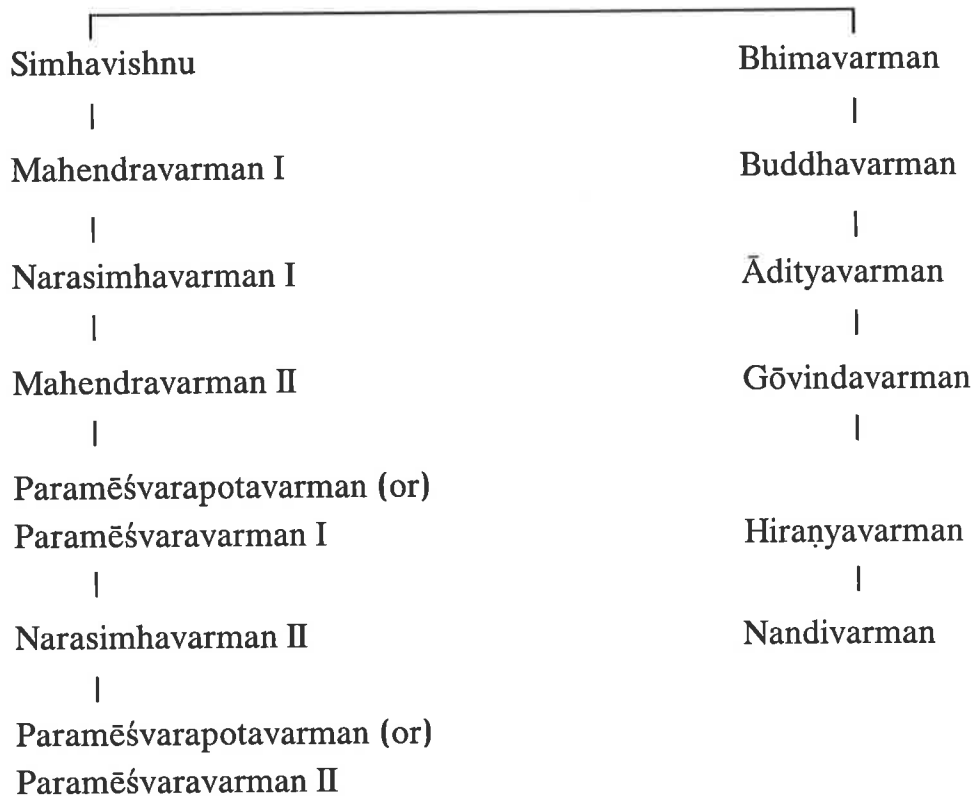 Simhavishnu Bhimavarman
Mahendravarman I Buddhavarman
Narasimhavarman I Ādityavarman
Mahendravarman II Gōvindavarman
Paramēśvarapotavarman (or)
Paramēśvaravarman I Hiraṇyavarman
Narasimhavarman II Nandivarman
Paramēśvarapotavarman (or)
Paramēśvaravarman II